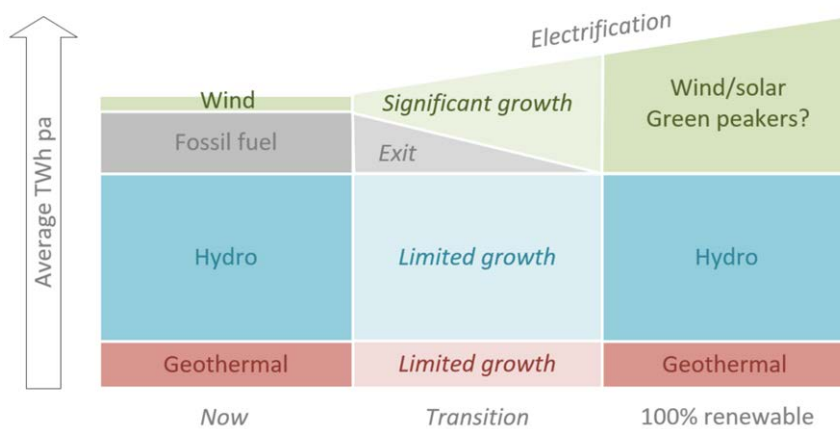 Electrification
Average TWh pa
Wind
Significant growth
Wind/solar
Green peakers?
Fossil fuel
Exit
Hydro
Limited growth
Hydro
Geothermal
Limited growth
Geothermal
Now
Transition
100% renewable